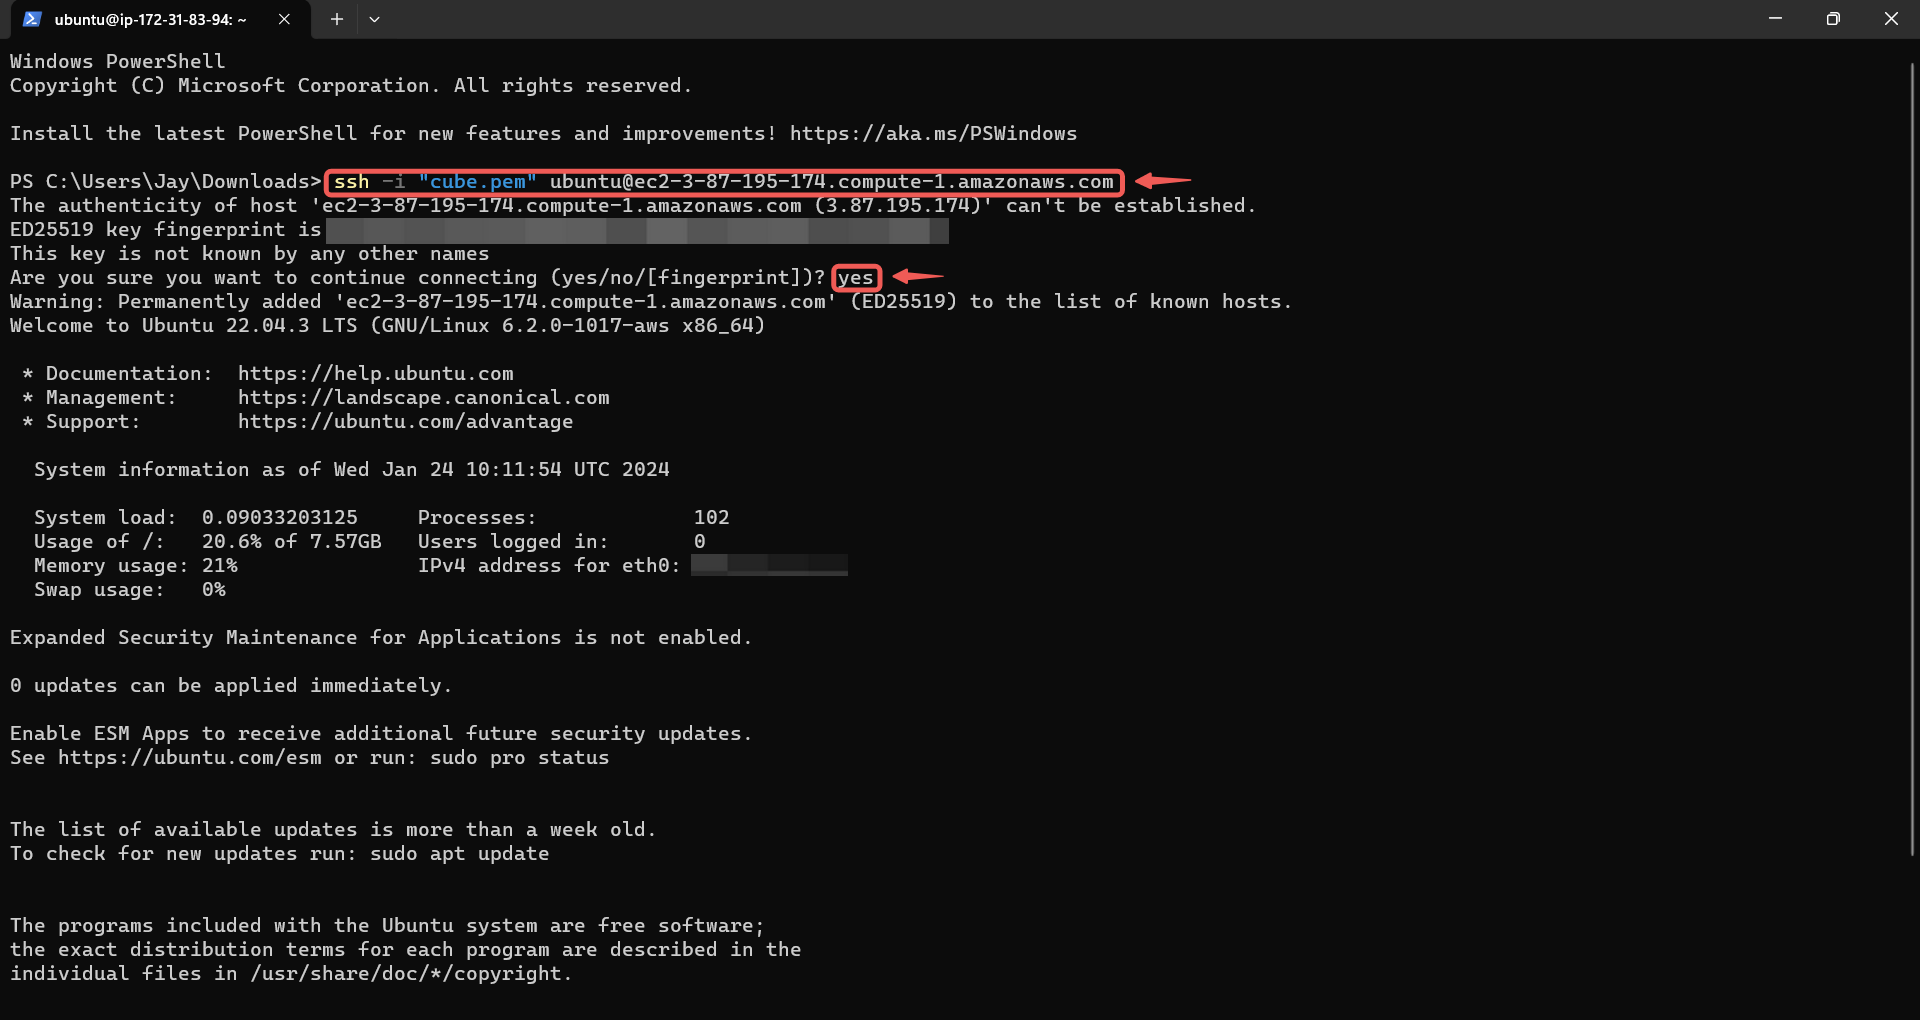 ubuntu@ip-172-31-83-94: ~
Windows PowerShell
Copyright (C) Microsoft Corporation. All rights reserved.
Install the latest PowerShell for new features and improvements! https://aka.ms/PSWindows
PS C:\Users\Jay\Downloads> ssh -i "cube.pem" ubuntu@ec2-3-87-195-174.compute-1.amazonaws.com
The authenticity of host 'ec2-3-87-195-174.compute-1.amazonaws.com (3.87.195.174)' can't be established.
ED25519 key fingerprint is
This key is not known by any other names
Are you sure you want to continue connecting (yes/no/[fingerprint])? yes
Warning: Permanently added 'ec2-3-87-195-174.compute-1.amazonaws.com' (ED25519) to the list of known hosts.
Welcome to Ubuntu 22.04.3 LTS (GNU/Linux 6.2.0-1017-aws x86_64)
* Documentation: https://help.ubuntu.com
* Management: https://landscape.canonical.com
* Support: https://ubuntu.com/advantage
System information as of Wed Jan 24 10:11:54 UTC 2024
System load: 0.09033203125 Processes: 102
Usage of /: 20.6% of 7.57GB Users logged in: 0
Memory usage: 21% IPv4 address for eth0:
Swap usage: 0%
Expanded Security Maintenance for Applications is not enabled.
0 updates can be applied immediately.
Enable ESM Apps to receive additional future security updates.
See https://ubuntu.com/esm or run: sudo pro status
The list of available updates is more than a week old.
To check for new updates run: sudo apt update
The programs included with the Ubuntu system are free software;
the exact distribution terms for each program are described in the
individual files in /usr/share/doc/*/copyright.